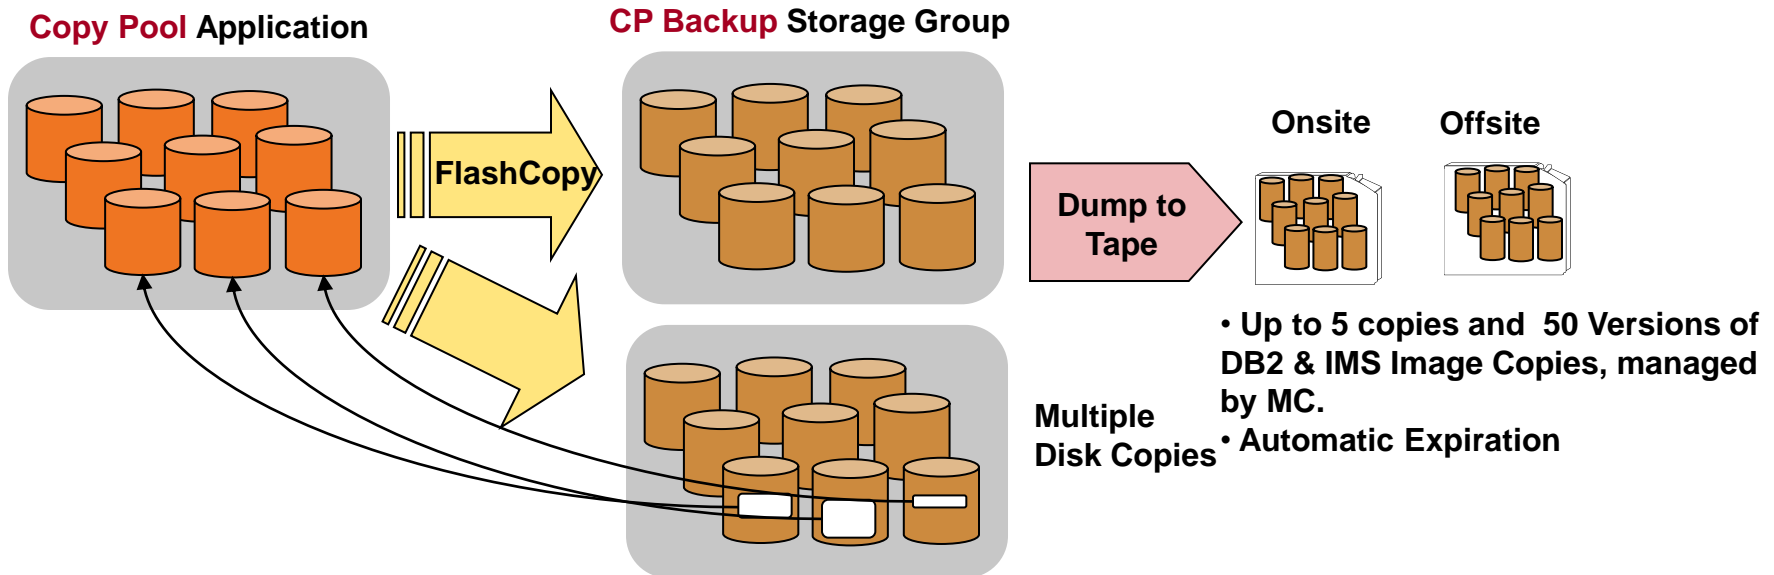 Copy Pool Application
CP Backup Storage Group
FlashCopy
Dump to
Tape
Onsite
Offsite
• Up to 5 copies and  50 Versions of
DB2 & IMS Image Copies, managed
by MC.
• Automatic Expiration
Multiple
Disk Copies